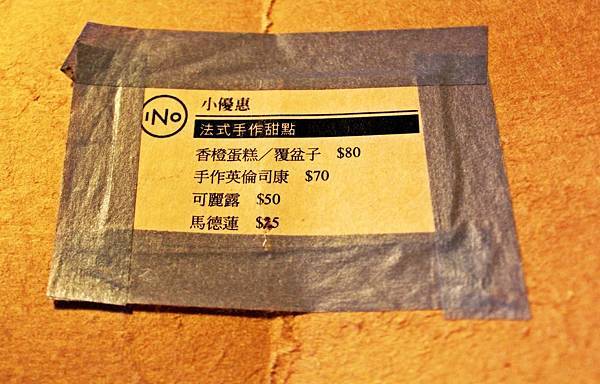 iNo
小優惠
法式手作甜點
香橙蛋糕／覆盆子 $80
手作英倫司康 $70
可麗露 $50
馬德蓮 $25